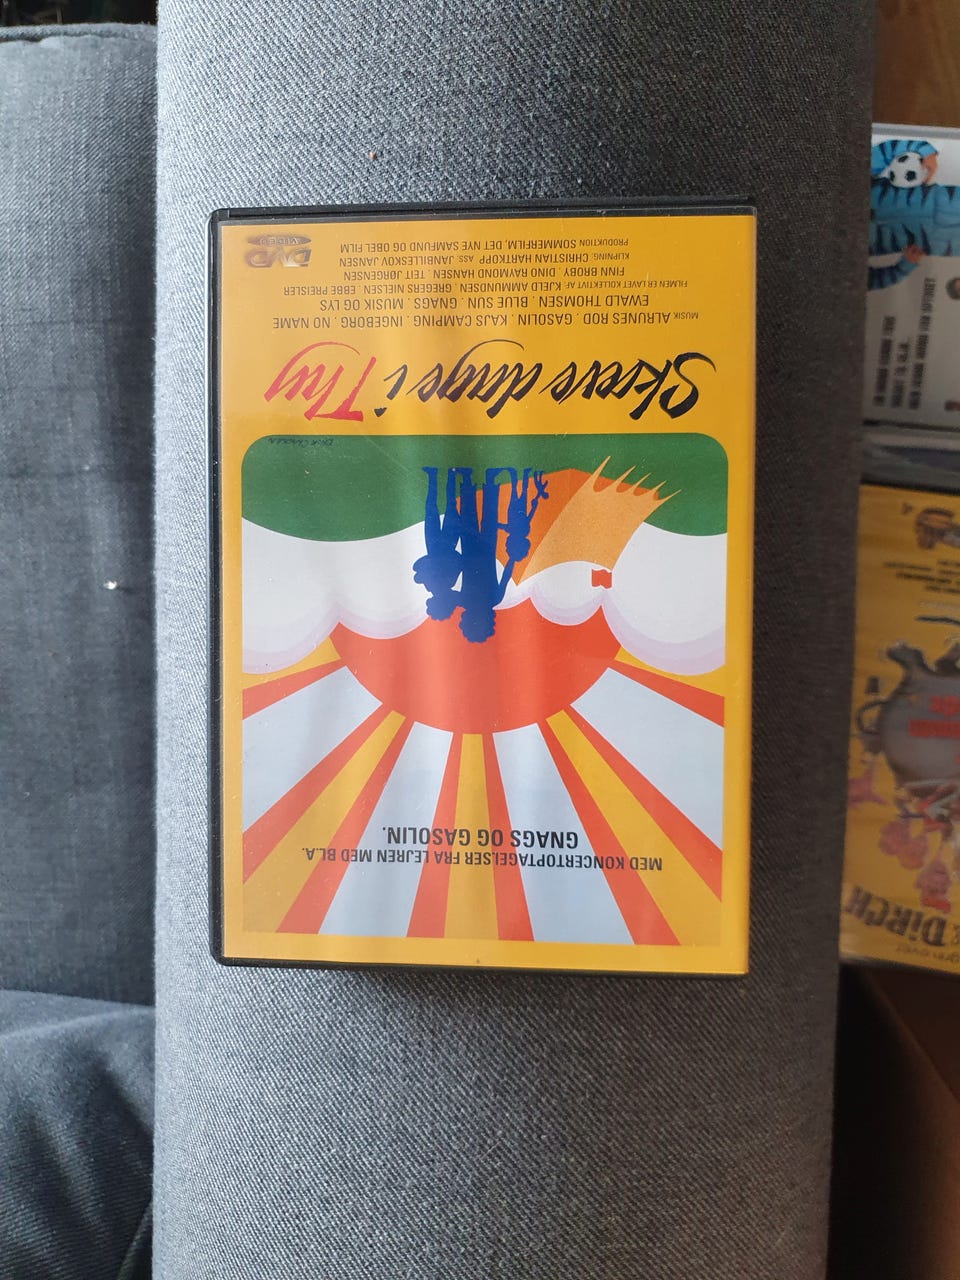 MED KONCERTOPTAGELSER FRA LEJREN MED BL.A.
GNAGS OG GASOLIN.
DVD
VIDEO
Skæve dage i Thy
MUSIK ALRUNES ROD . GASOLIN . KAJS CAMPING . INGEBORG . NO NAME
EWALD THOMSEN . BLUE SUN . GNAGS . MUSIK OG LYS
FILMEN ER LAVET KOLLEKTIVT AF KJELD AMMUNDSEN . GREGERS NIELSEN . EBBE PREISLER
FINN BROBY . DINO RAYMOND HANSEN . TEIT JØRGENSEN
KLIPNING: CHRISTIAN HARTKOPP ASS. JANBILLESKOV JANSEN
PRODUKTION SOMMERFILM, DET NYE SAMFUND OG OBEL FILM
DIRCH